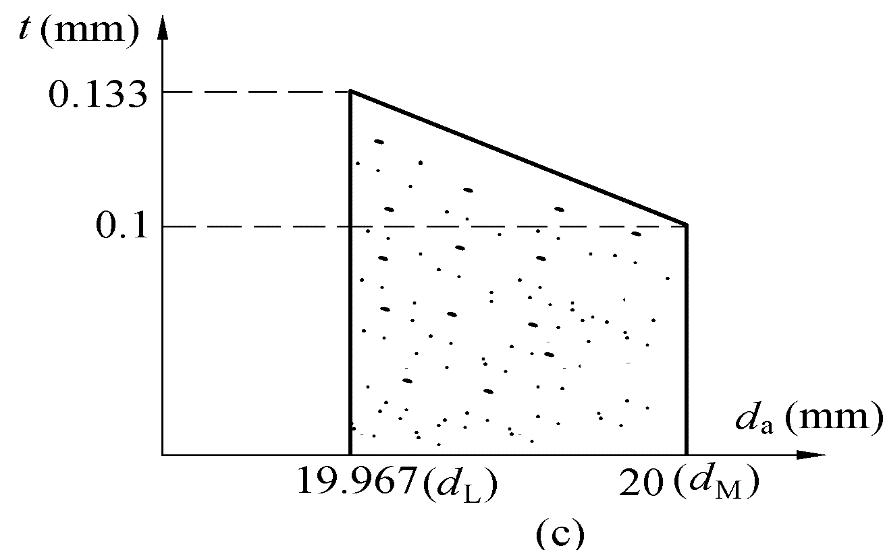 t (mm)
0.133
0.1
d_a (mm)
19.967 (d_L)
20 (d_M)
(c)